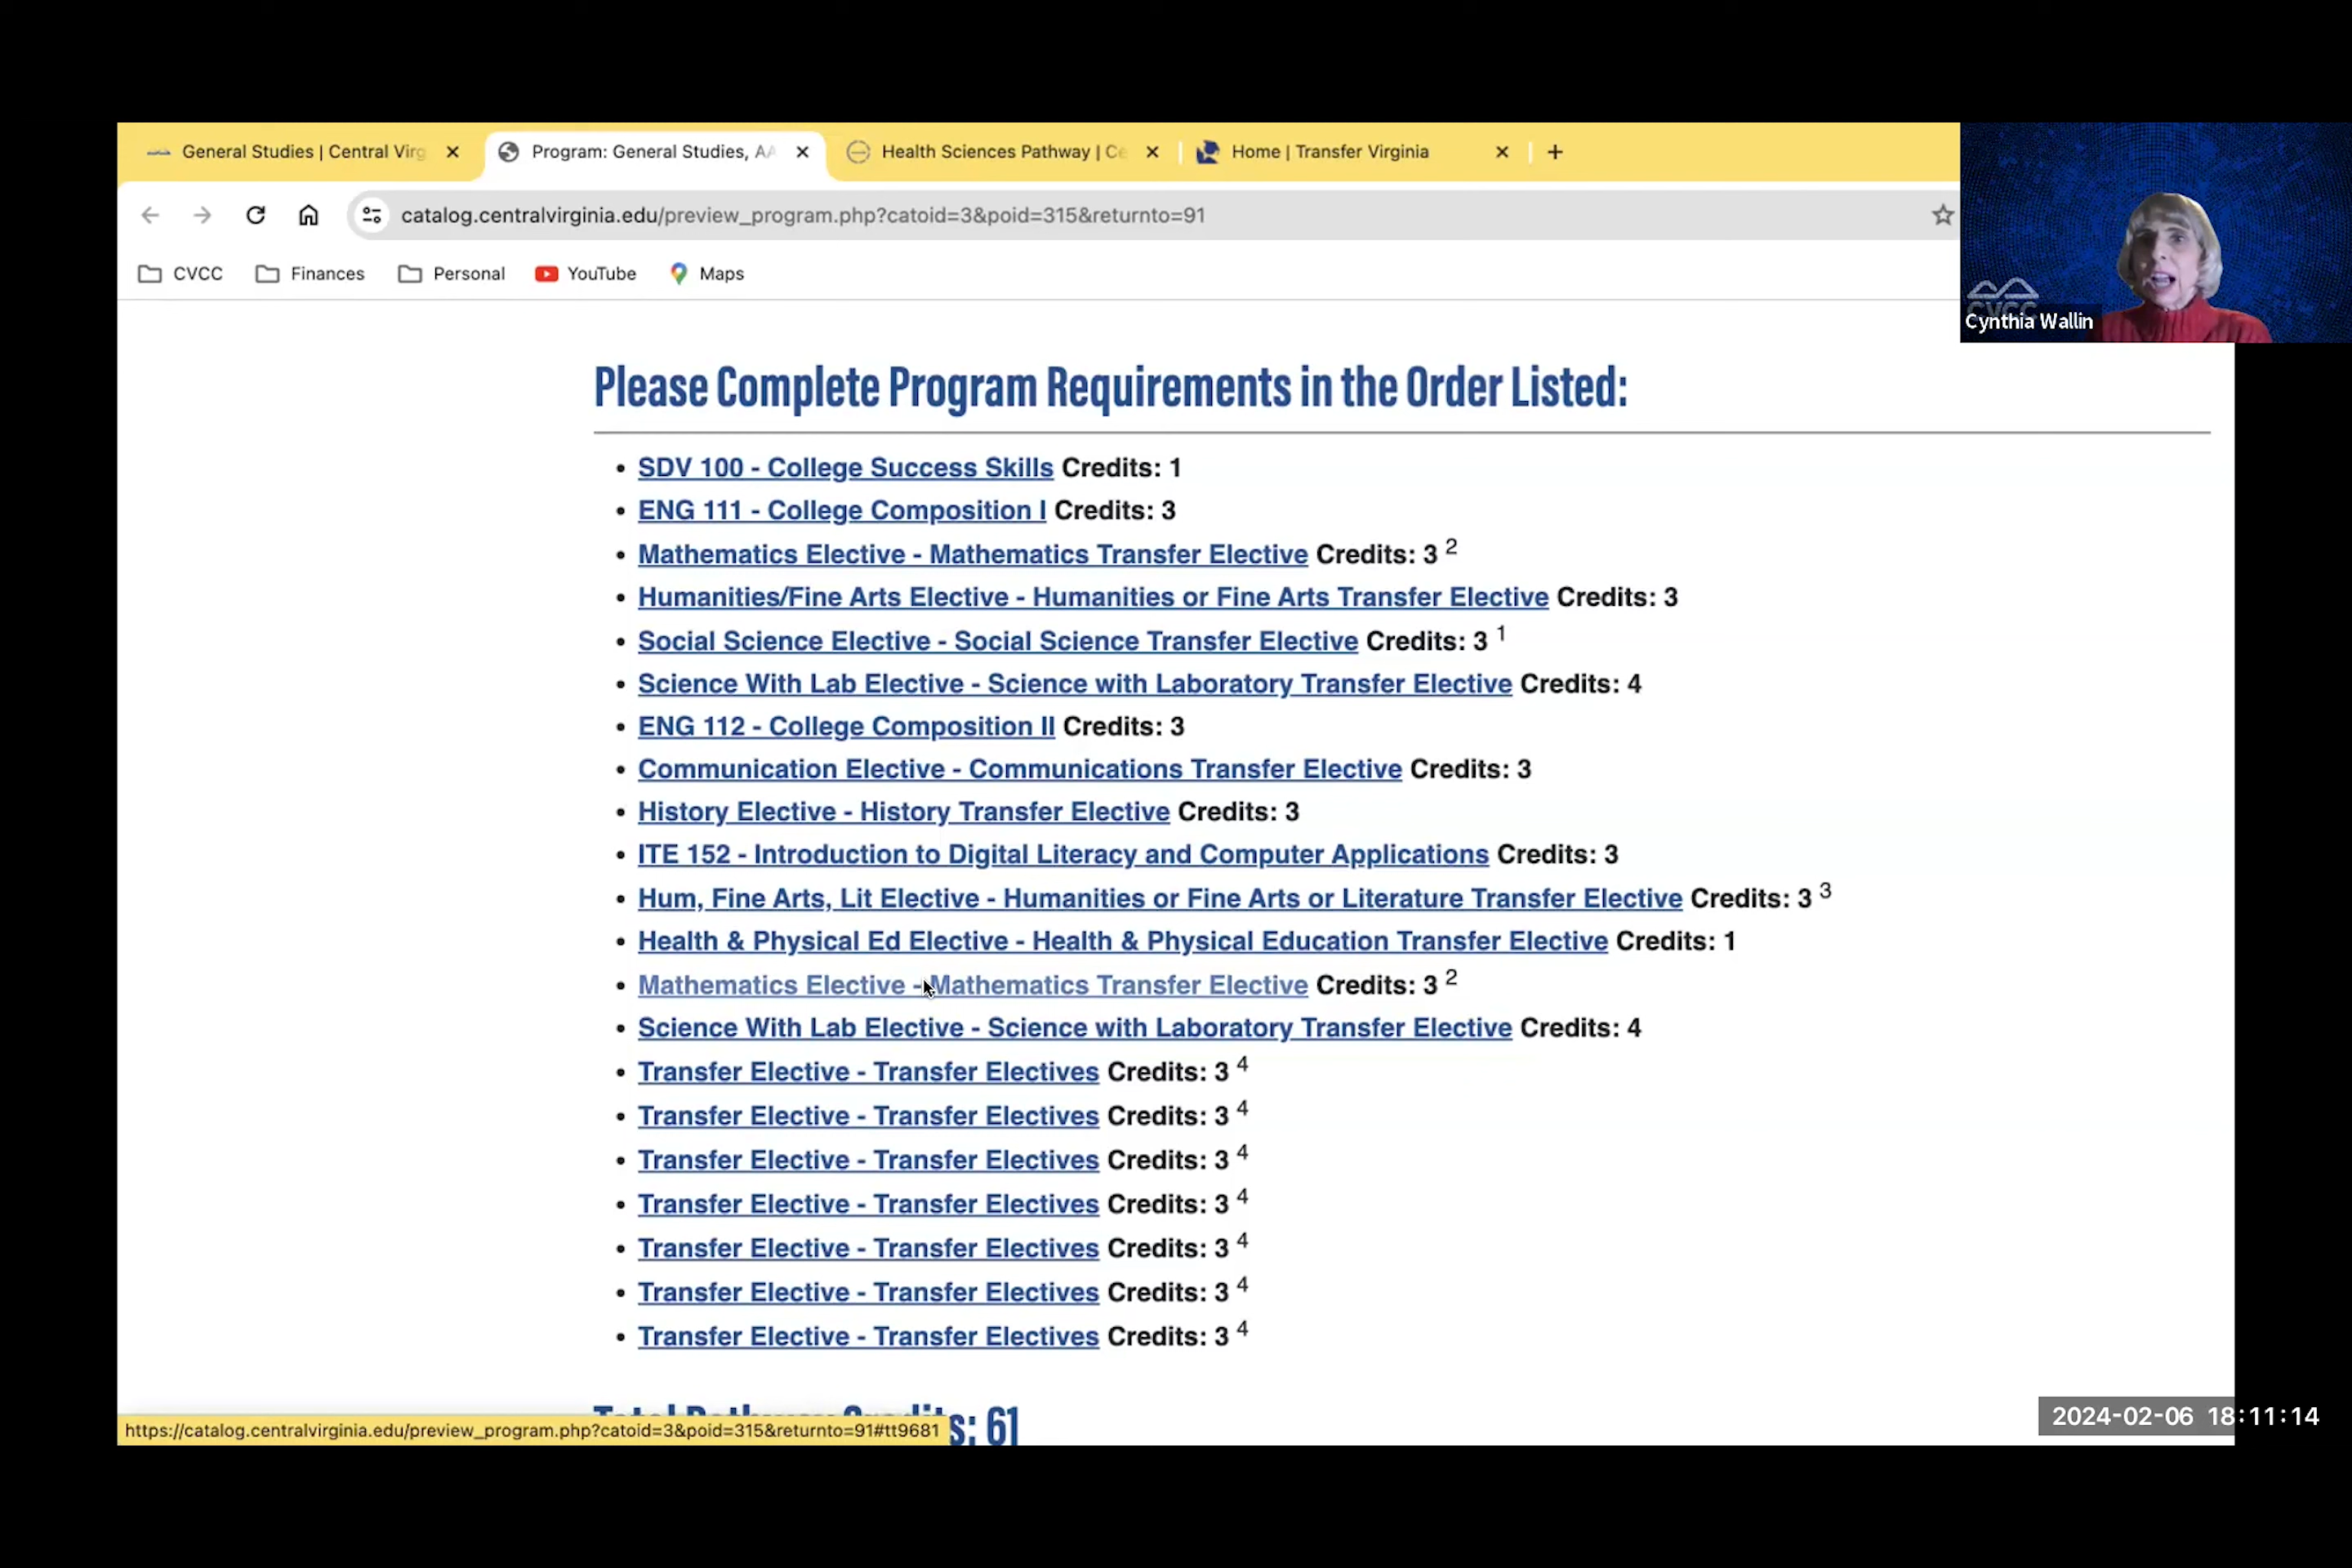 General Studies | Central Virg
Program: General Studies, AA
Health Sciences Pathway | Ce
Home | Transfer Virginia
catalog.centralvirginia.edu/preview_program.php?catoid=3&poid=315&returnto=91
CVCC
Finances
Personal
YouTube
Maps
CVCC
Cynthia Wallin
Please Complete Program Requirements in the Order Listed:
• SDV 100 - College Success Skills Credits: 1
• ENG 111 - College Composition I Credits: 3
• Mathematics Elective - Mathematics Transfer Elective Credits: 3 2
• Humanities/Fine Arts Elective - Humanities or Fine Arts Transfer Elective Credits: 3
• Social Science Elective - Social Science Transfer Elective Credits: 3 1
• Science With Lab Elective - Science with Laboratory Transfer Elective Credits: 4
• ENG 112 - College Composition II Credits: 3
• Communication Elective - Communications Transfer Elective Credits: 3
• History Elective - History Transfer Elective Credits: 3
• ITE 152 - Introduction to Digital Literacy and Computer Applications Credits: 3
• Hum, Fine Arts, Lit Elective - Humanities or Fine Arts or Literature Transfer Elective Credits: 3 3
• Health & Physical Ed Elective - Health & Physical Education Transfer Elective Credits: 1
• Mathematics Elective - Mathematics Transfer Elective Credits: 3 2
• Science With Lab Elective - Science with Laboratory Transfer Elective Credits: 4
• Transfer Elective - Transfer Electives Credits: 3 4
• Transfer Elective - Transfer Electives Credits: 3 4
• Transfer Elective - Transfer Electives Credits: 3 4
• Transfer Elective - Transfer Electives Credits: 3 4
• Transfer Elective - Transfer Electives Credits: 3 4
• Transfer Elective - Transfer Electives Credits: 3 4
• Transfer Elective - Transfer Electives Credits: 3 4
Total Pathway Credits: 61
https://catalog.centralvirginia.edu/preview_program.php?catoid=3&poid=315&returnto=91#tt9681
2024-02-06 18:11:14